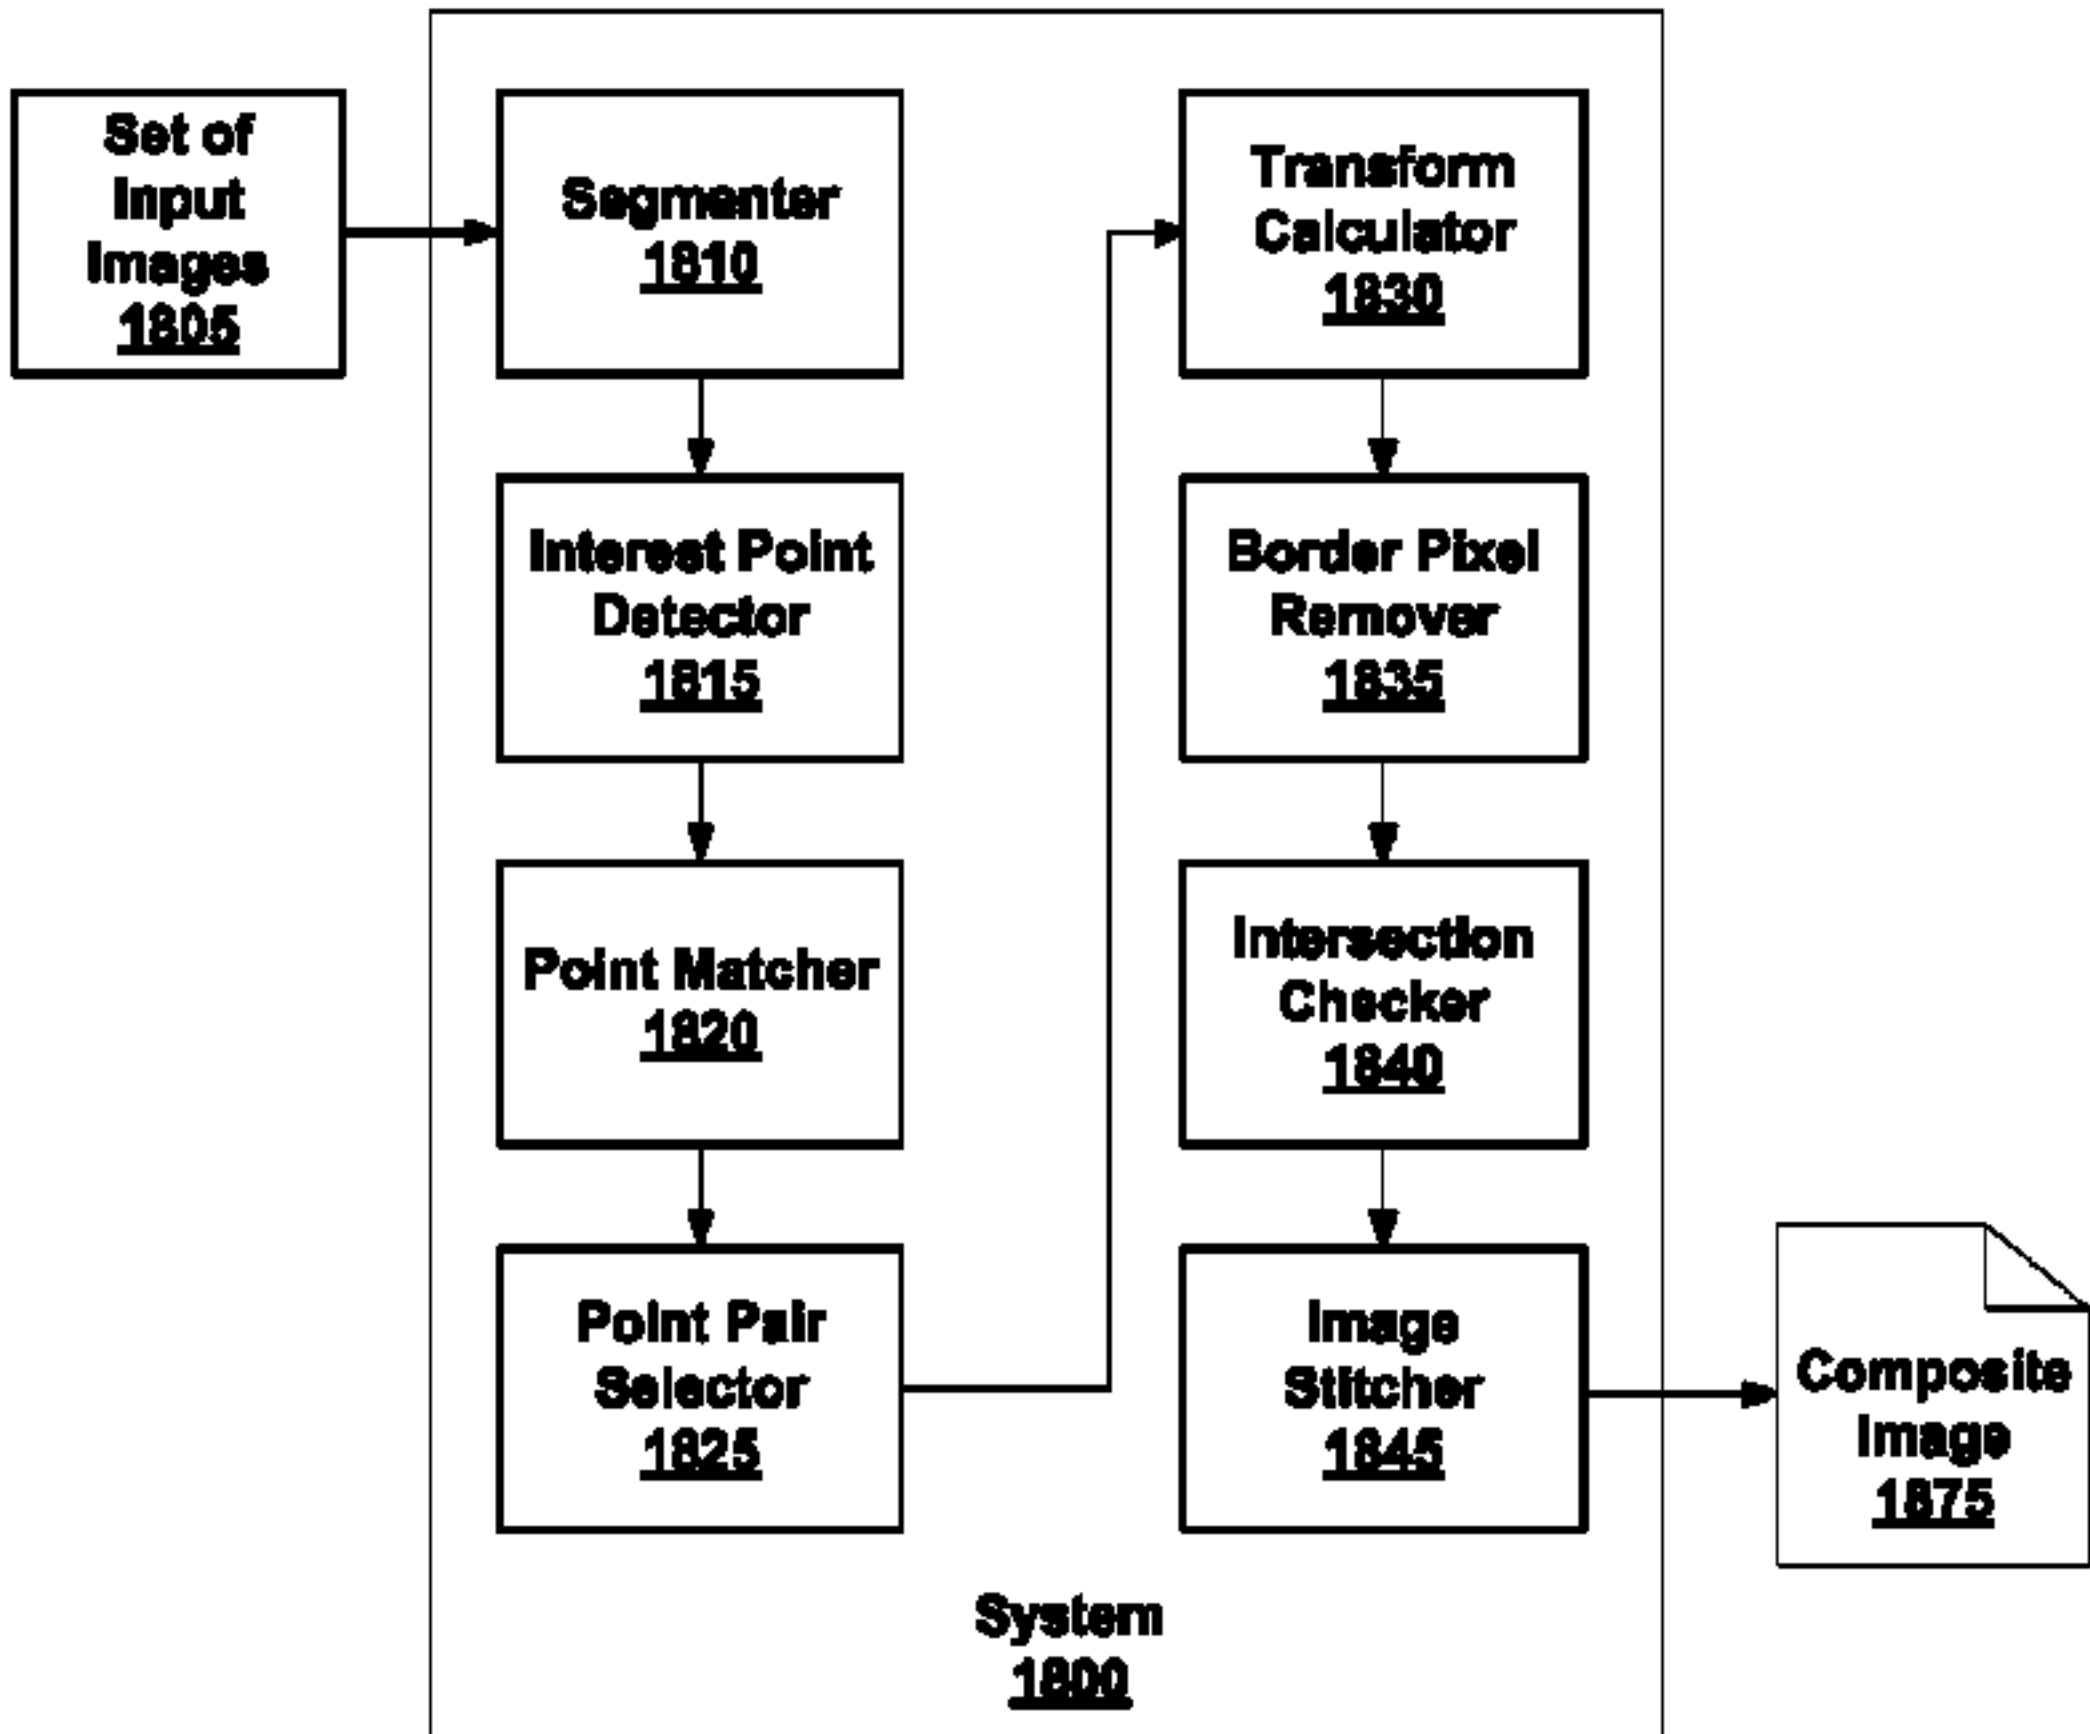 Set of
Input
Images
1805
Segmenter
1810
Interest Point
Detector
1815
Point Matcher
1820
Point Pair
Selector
1825
Transform
Calculator
1830
Border Pixel
Remover
1835
Intersection
Checker
1840
Image
Stitcher
1845
Composite
Image
1875
System
1800